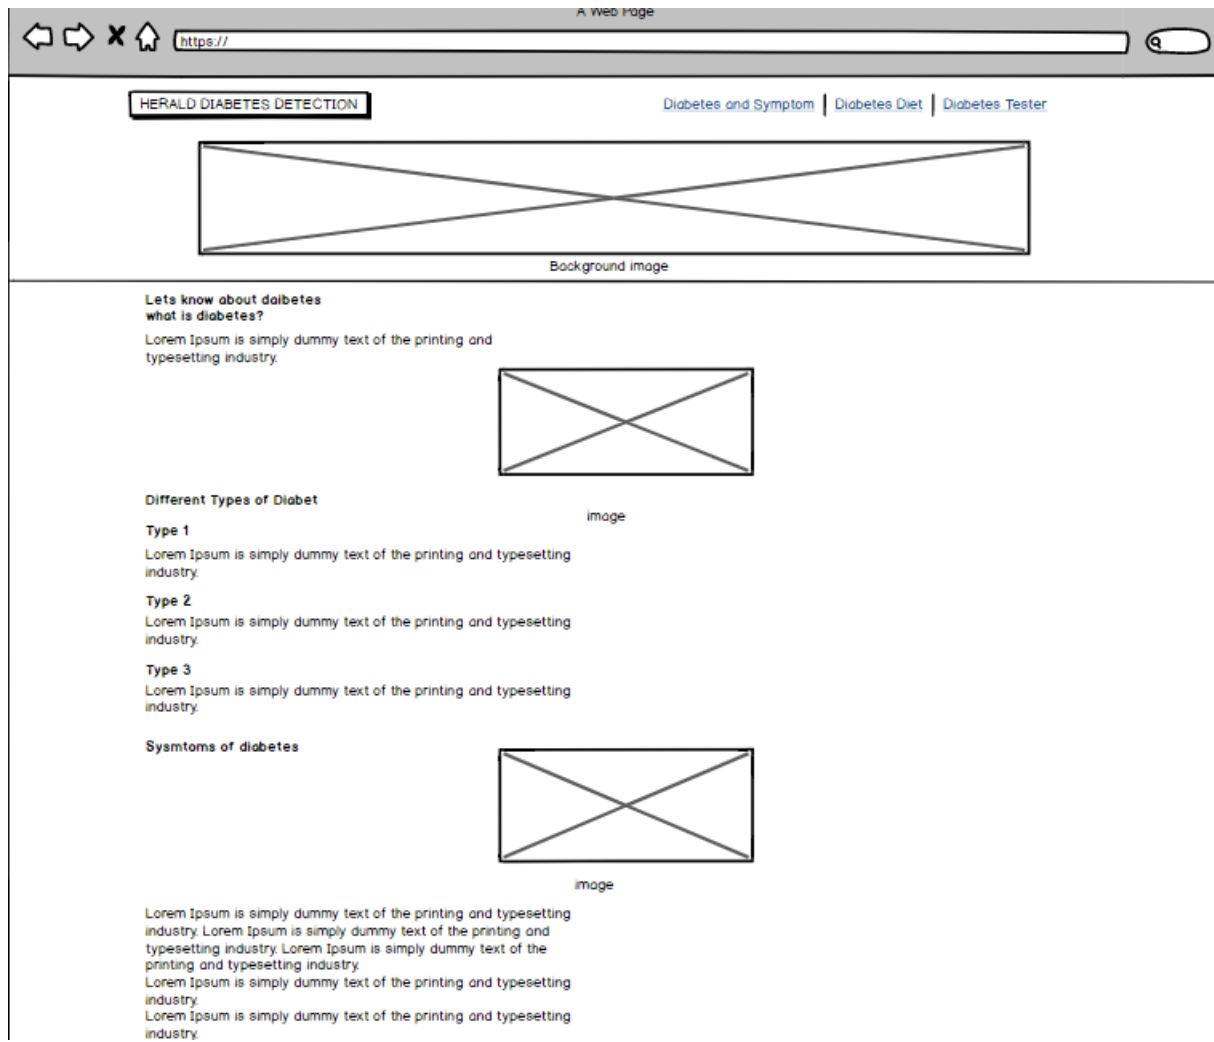 A Web Page
https://
HERALD DIABETES DETECTION
Diabetes and Symptom | Diabetes Diet | Diabetes Tester
Background image
Lets know about daibetes
what is diabetes?
Lorem Ipsum is simply dummy text of the printing and
typesetting industry.
Different Types of Diabet
image
Type 1
Lorem Ipsum is simply dummy text of the printing and typesetting
industry.
Type 2
Lorem Ipsum is simply dummy text of the printing and typesetting
industry.
Type 3
Lorem Ipsum is simply dummy text of the printing and typesetting
industry.
Sysmtoms of diabetes
image
Lorem Ipsum is simply dummy text of the printing and typesetting
industry. Lorem Ipsum is simply dummy text of the printing and
typesetting industry. Lorem Ipsum is simply dummy text of the
printing and typesetting industry.
Lorem Ipsum is simply dummy text of the printing and typesetting
industry.
Lorem Ipsum is simply dummy text of the printing and typesetting
industry.